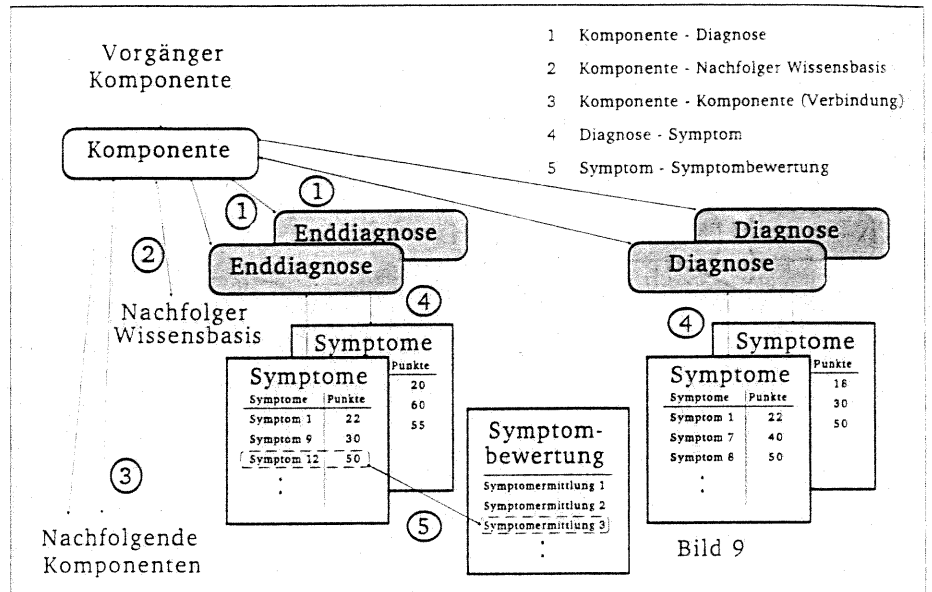 Vorgänger
Komponente
1 Komponente - Diagnose
2 Komponente - Nachfolger Wissensbasis
3 Komponente - Komponente (Verbindung)
4 Diagnose - Symptom
5 Symptom - Symptombewertung
Komponente
1
1
2
Enddiagnose
Enddiagnose
Diagnose
Diagnose
Nachfolger
Wissensbasis
4
4
Symptome
Punkte
20
60
55
Symptome
Symptome Punkte
Symptom 1 22
Symptom 9 30
Symptom 12 50
:
Symptom-
bewertung
Symptomermittlung 1
Symptomermittlung 2
Symptomermittlung 3
:
Symptome
Punkte
18
30
50
Symptome
Symptome Punkte
Symptom 1 22
Symptom 7 40
Symptom 8 50
:
3
5
Nachfolgende
Komponenten
Bild 9